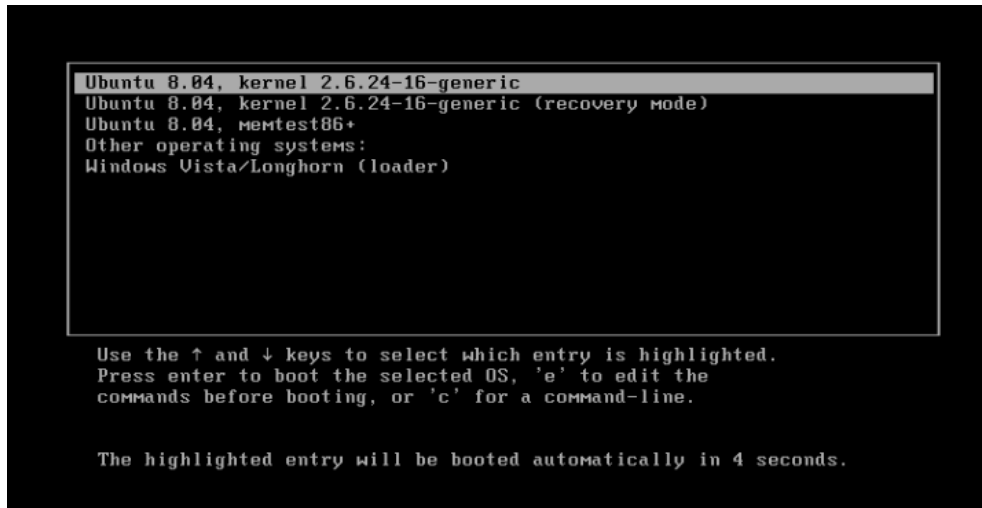 Ubuntu 8.04, kernel 2.6.24-16-generic
Ubuntu 8.04, kernel 2.6.24-16-generic (recovery mode)
Ubuntu 8.04, memtest86+
Other operating systems:
Windows Vista/Longhorn (loader)
Use the ↑ and ↓ keys to select which entry is highlighted.
Press enter to boot the selected OS, 'e' to edit the
commands before booting, or 'c' for a command-line.
The highlighted entry will be booted automatically in 4 seconds.